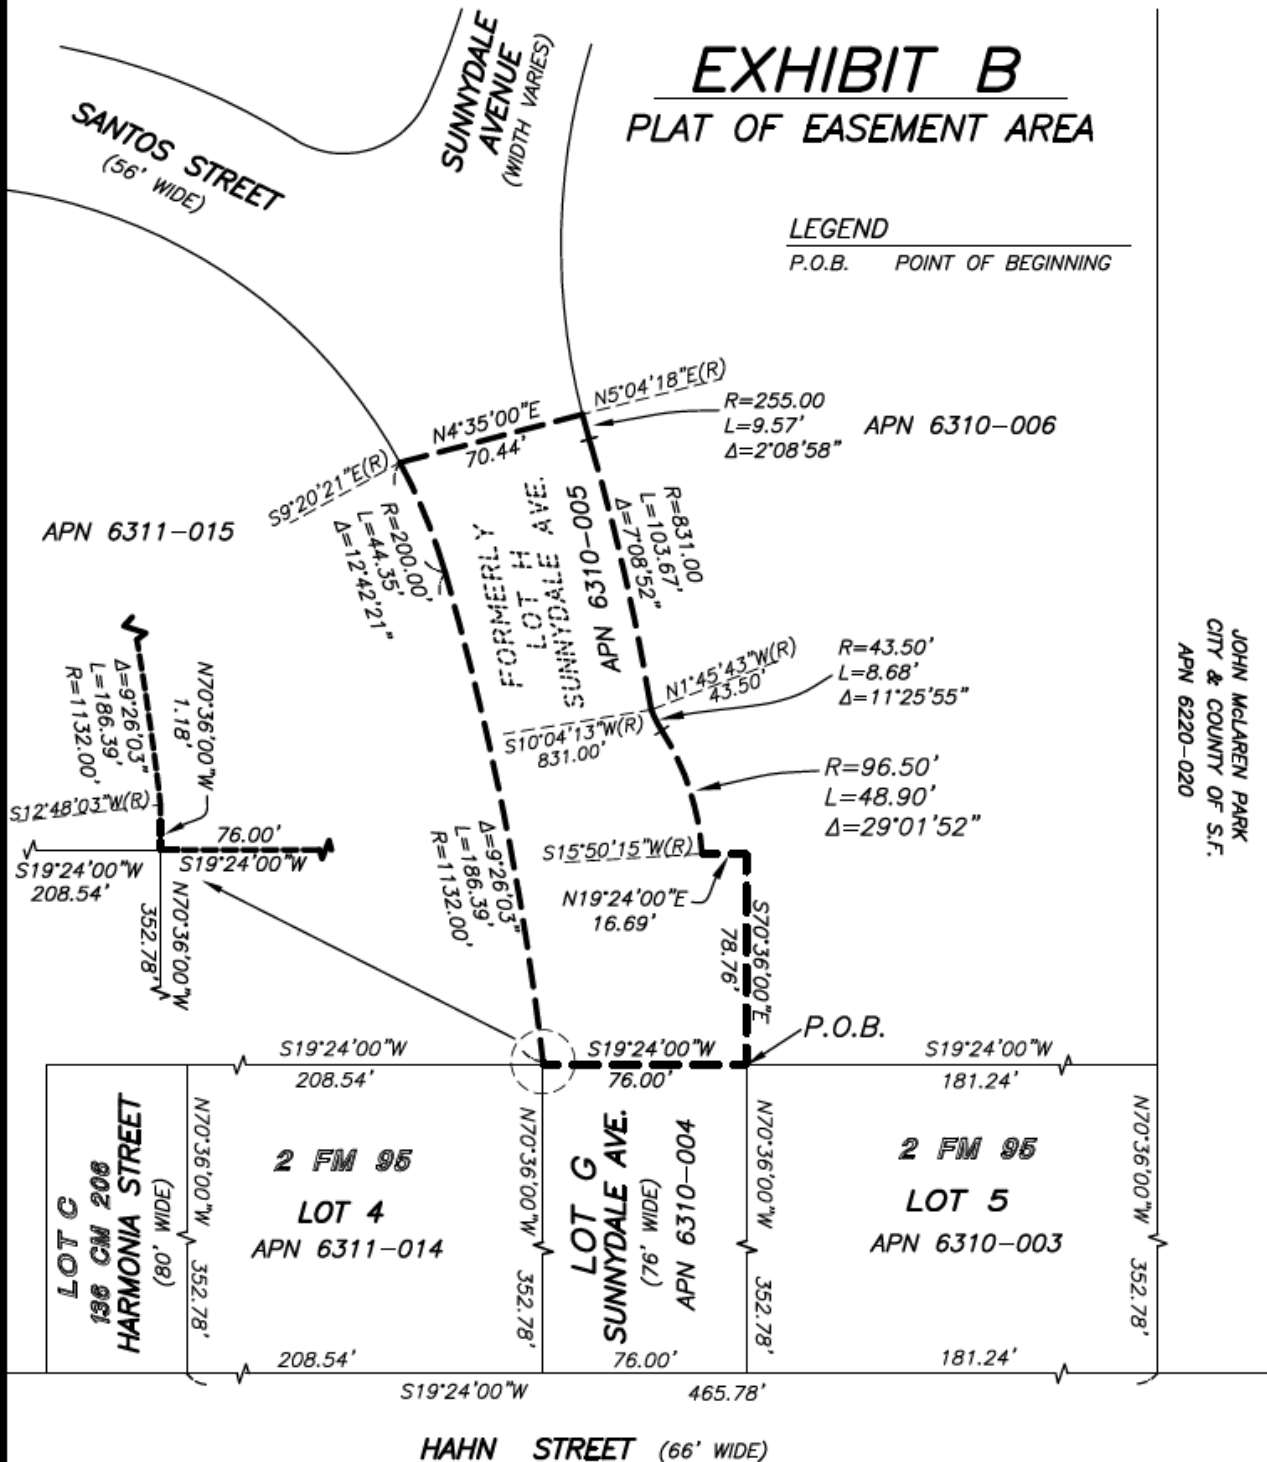 EXHIBIT B
PLAT OF EASEMENT AREA
SUNNYDALE
AVENUE
(WIDTH VARIES)
SANTOS STREET
(56' WIDE)
LEGEND
P.O.B. POINT OF BEGINNING
N5°04'18"E(R)
R=255.00
L=9.57'
Δ=2°08'58"
APN 6310-006
N4°35'00"E
70.44'
S9°20'21"E(R)
APN 6311-015
R=200.00'
L=44.35'
Δ=12°42'21"
FORMERLY
LOT H
SUNNYDALE AVE.
APN 6310-005
R=831.00
L=103.67'
Δ=7°08'52"
N1°45'43"W(R)
43.50'
R=43.50'
L=8.68'
Δ=11°25'55"
S10°04'13"W(R)
831.00'
R=96.50'
L=48.90'
Δ=29°01'52"
JOHN McLAREN PARK
CITY & COUNTY OF S.F.
APN 6220-020
N70°36'00"W
1.18'
Δ=9°26'03"
L=186.39'
R=1132.00'
S12°48'03"W(R)
76.00'
S19°24'00"W
S19°24'00"W
208.54'
N70°36'00"W
352.78'
Δ=9°26'03"
L=186.39'
R=1132.00'
S15°50'15"W(R)
N19°24'00"E
16.69'
S70°36'00"E
78.76'
P.O.B.
S19°24'00"W
208.54'
S19°24'00"W
76.00'
S19°24'00"W
181.24'
LOT C
136 CM 206
HARMONIA STREET
(80' WIDE)
N70°36'00"W 352.78'
2 FM 95
LOT 4
APN 6311-014
N70°36'00"W 352.78'
LOT G
SUNNYDALE AVE.
(76' WIDE)
APN 6310-004
N70°36'00"W 352.78'
2 FM 95
LOT 5
APN 6310-003
N70°36'00"W 352.78'
208.54'
76.00'
181.24'
S19°24'00"W 465.78'
HAHN STREET (66' WIDE)